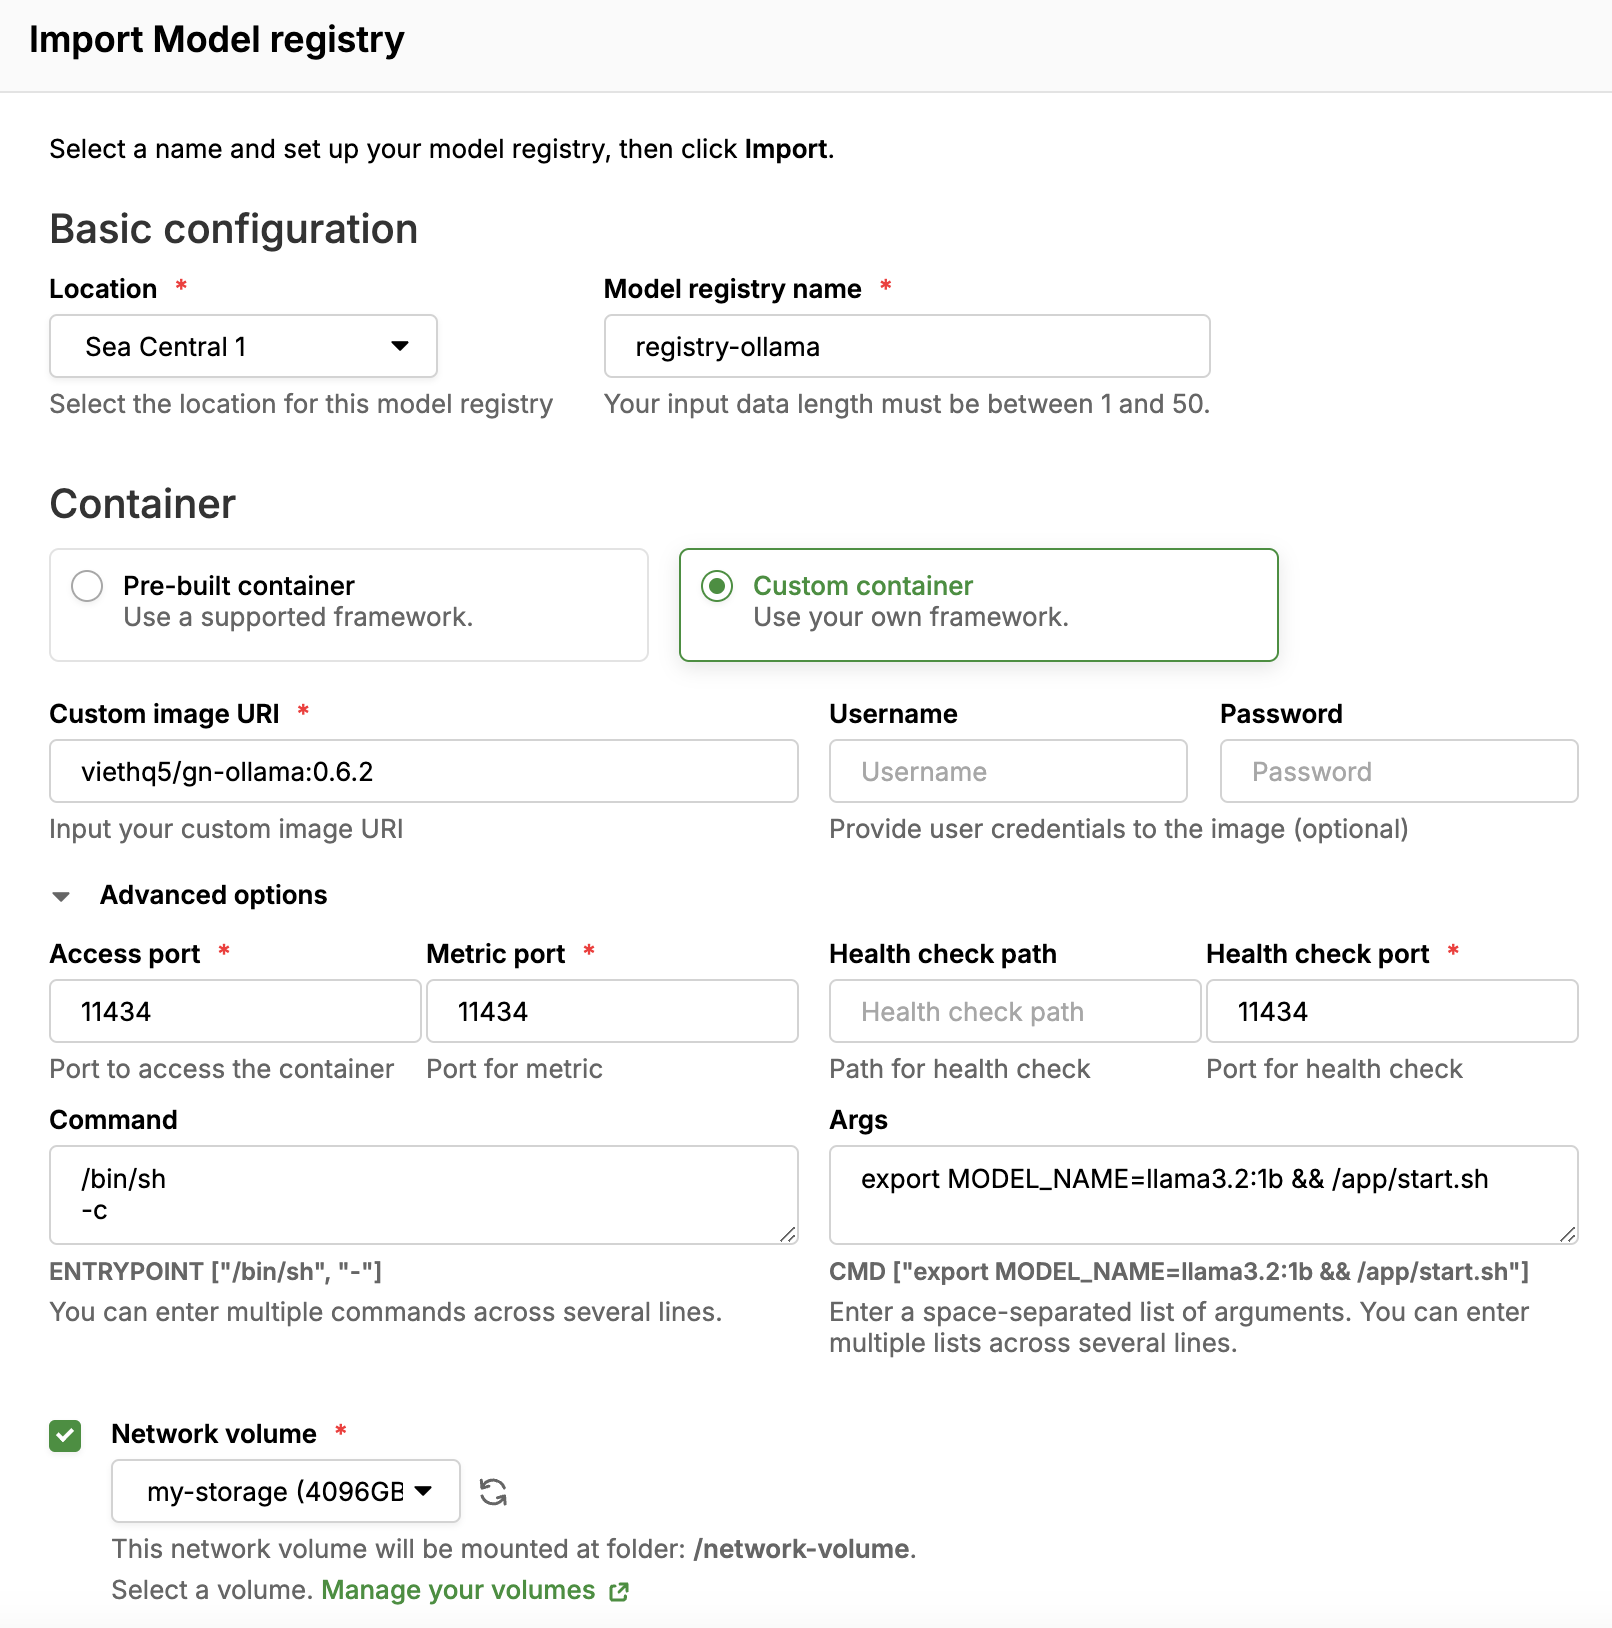 Import Model registry
Select a name and set up your model registry, then click Import.
Basic configuration
Location *
Model registry name *
Sea Central 1
registry-ollama
Select the location for this model registry
Your input data length must be between 1 and 50.
Container
Pre-built container
Use a supported framework.
Custom container
Use your own framework.
Custom image URI *
Username
Password
viethq5/gn-ollama:0.6.2
Username
Password
Input your custom image URI
Provide user credentials to the image (optional)
Advanced options
Access port *
Metric port *
Health check path
Health check port *
11434
11434
Health check path
11434
Port to access the container
Port for metric
Path for health check
Port for health check
Command
Args
/bin/sh
-c
export MODEL_NAME=llama3.2:1b && /app/start.sh
ENTRYPOINT ["/bin/sh", "-"]
CMD ["export MODEL_NAME=llama3.2:1b && /app/start.sh"]
You can enter multiple commands across several lines.
Enter a space-separated list of arguments. You can enter
multiple lists across several lines.
Network volume *
my-storage (4096GB
This network volume will be mounted at folder: /network-volume.
Select a volume. Manage your volumes